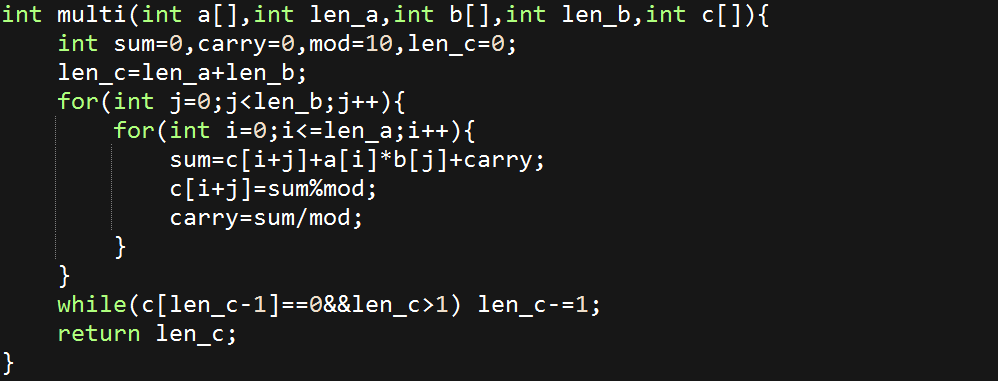 int multi(int a[],int len_a,int b[],int len_b,int c[]){
    int sum=0,carry=0,mod=10,len_c=0;
    len_c=len_a+len_b;
    for(int j=0;j<len_b;j++){
        for(int i=0;i<=len_a;i++){
            sum=c[i+j]+a[i]*b[j]+carry;
            c[i+j]=sum%mod;
            carry=sum/mod;
        }
    }
    while(c[len_c-1]==0&&len_c>1) len_c-=1;
    return len_c;
}